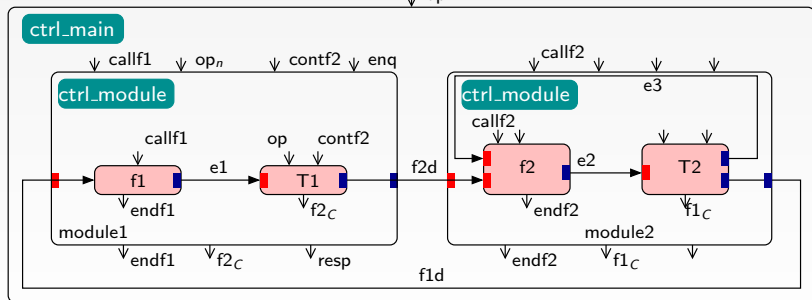 ctrl_main
callf1 op_n contf2 enq callf2
ctrl_module e3 ctrl_module
callf2
callf1 op contf2
f1 e1 T1 f2d f2 e2 T2
endf1 f2_C endf2 f1_C
module1 module2
endf1 f2_C resp endf2 f1_C
f1d